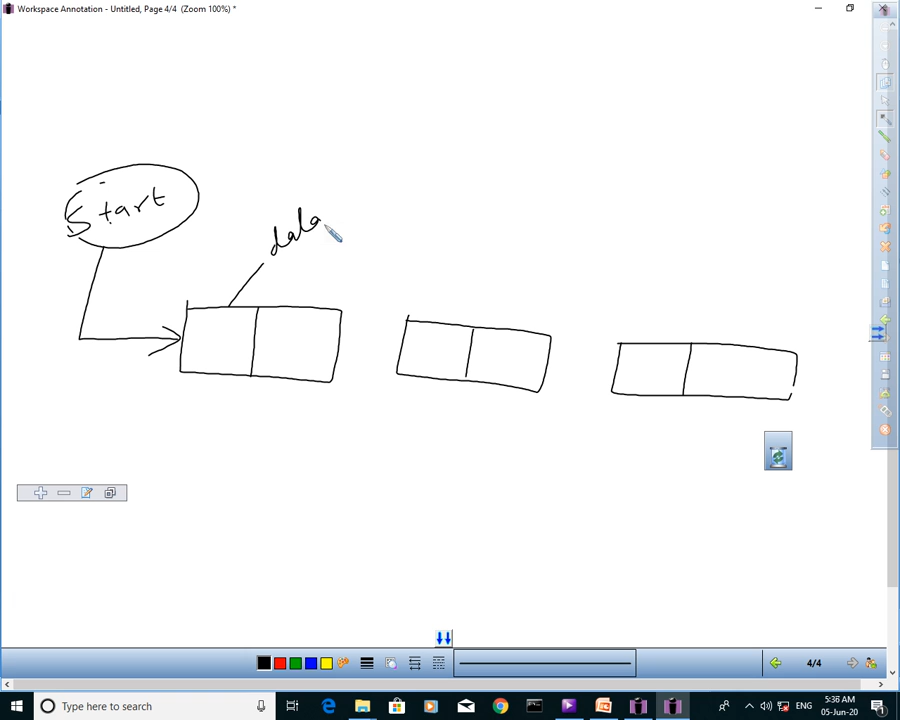 Workspace Annotation - Untitled, Page 4/4 (Zoom 100%) *
Start
data
4/4
Type here to search
ENG
5:36 AM
05-Jun-20
1